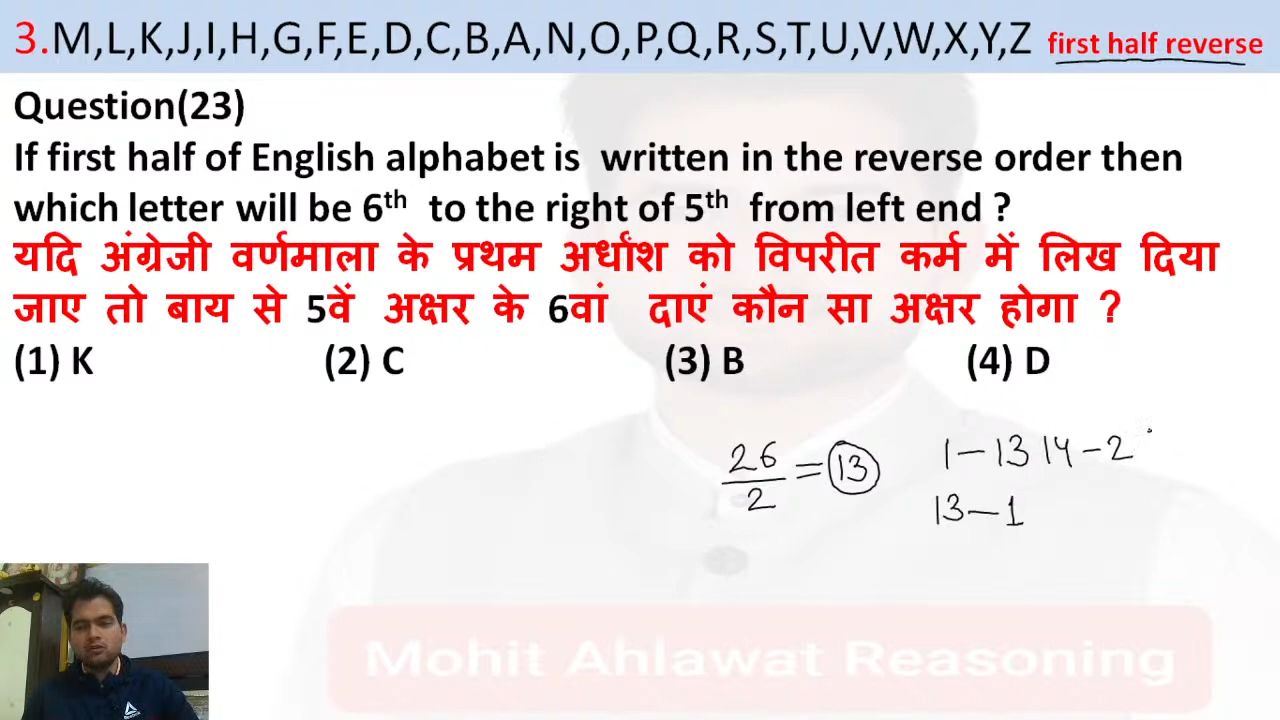 3.M,L,K,J,I,H,G,F,E,D,C,B,A,N,O,P,Q,R,S,T,U,V,W,X,Y,Z first half reverse
Question(23)
If first half of English alphabet is written in the reverse order then
which letter will be 6th to the right of 5th from left end ?
यदि अंग्रेजी वर्णमाला के प्रथम अर्धांश को विपरीत कर्म में लिख दिया
जाए तो बाय से 5वें अक्षर के 6वां दाएं कौन सा अक्षर होगा ?
(1) K (2) C (3) B (4) D
26/2 = 13 1-13 14-2
13-1
Mohit Ahlawat Reasoning